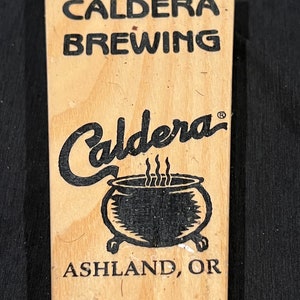 CALDERA
BREWING
Caldera®
ASHLAND, OR